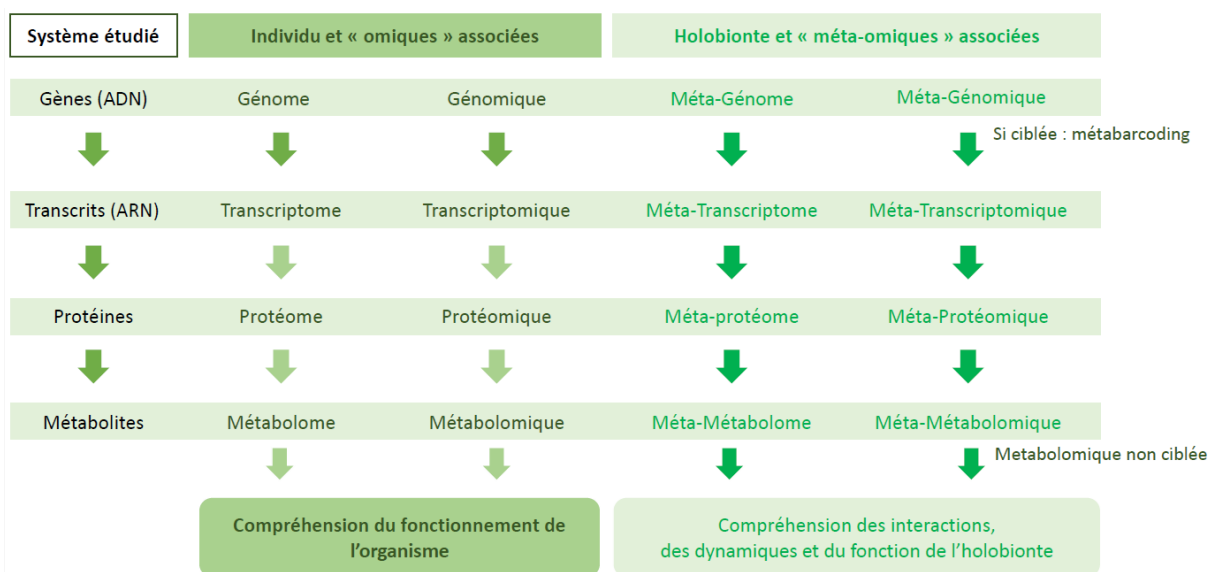 Système étudié Individu et « omiques » associées Holobionte et « méta-omiques » associées
Gènes (ADN) Génome Génomique Méta-Génome Méta-Génomique
Si ciblée : métabarcoding
Transcrits (ARN) Transcriptome Transcriptomique Méta-Transcriptome Méta-Transcriptomique
Protéines Protéome Protéomique Méta-protéome Méta-Protéomique
Métabolites Métabolome Métabolomique Méta-Métabolome Méta-Métabolomique
Metabolomique non ciblée
Compréhension du fonctionnement de
l’organisme
Compréhension des interactions,
des dynamiques et du fonction de l’holobionte